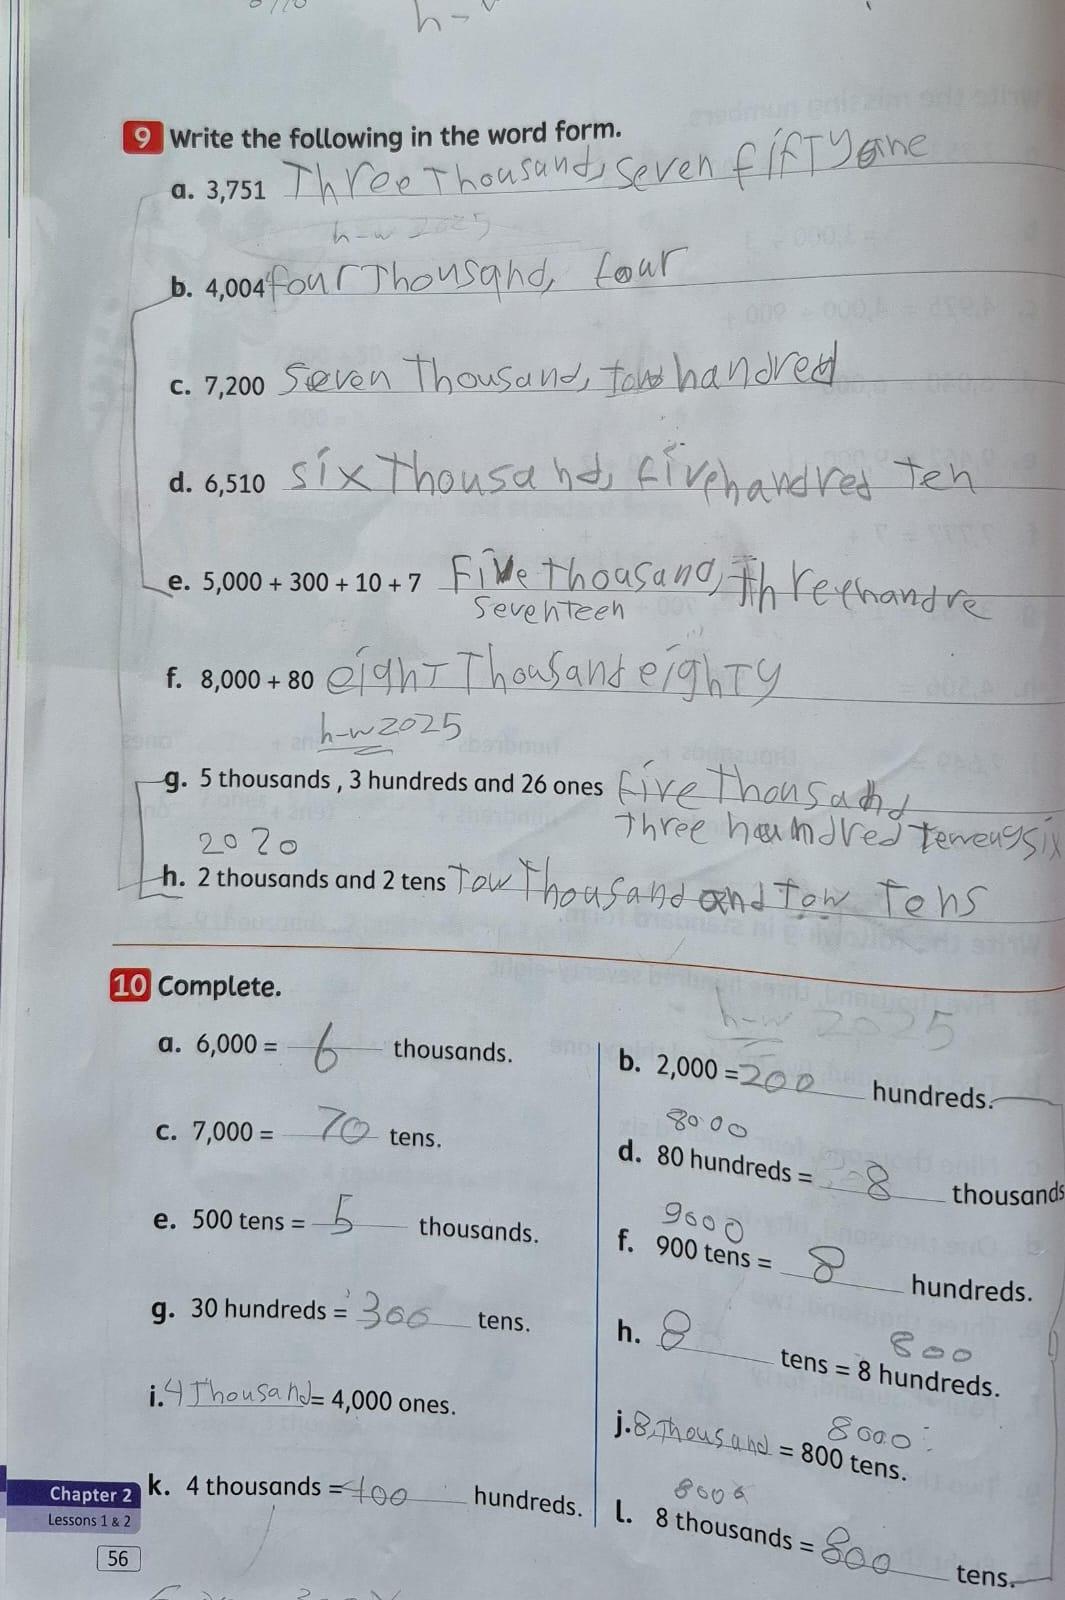 h-
9 Write the following in the word form.
a. 3,751 Three Thousand, seven fifTy one
h-w 2025
b. 4,004 four Thousand, four
c. 7,200 Seven Thousand, tow handred
d. 6,510 six Thousand, five handred Ten
e. 5,000 + 300 + 10 + 7 Five thousand, Threehandre
seventeen
f. 8,000 + 80 eighT Thousand eighTy
h-w 2025
g. 5 thousands , 3 hundreds and 26 ones Five Thousand
Three haundred
2020
h. 2 thousands and 2 tens Tow Thousand and Tow Tens
10 Complete.
h-w 2025
a. 6,000 = 6 thousands.
b. 2,000 = 200 hundreds.
c. 7,000 = 70 tens.
8000
d. 80 hundreds = 8 thousands
e. 500 tens = 5 thousands.
9000
f. 900 tens = 8 hundreds.
g. 30 hundreds = 300 tens.
800
h. 8 tens = 8 hundreds.
i. 4 Thousand = 4,000 ones.
8000
j. 8, Thousand = 800 tens.
k. 4 thousands = 400 hundreds.
8000
l. 8 thousands = 800 tens.
Chapter 2
Lessons 1 & 2
56